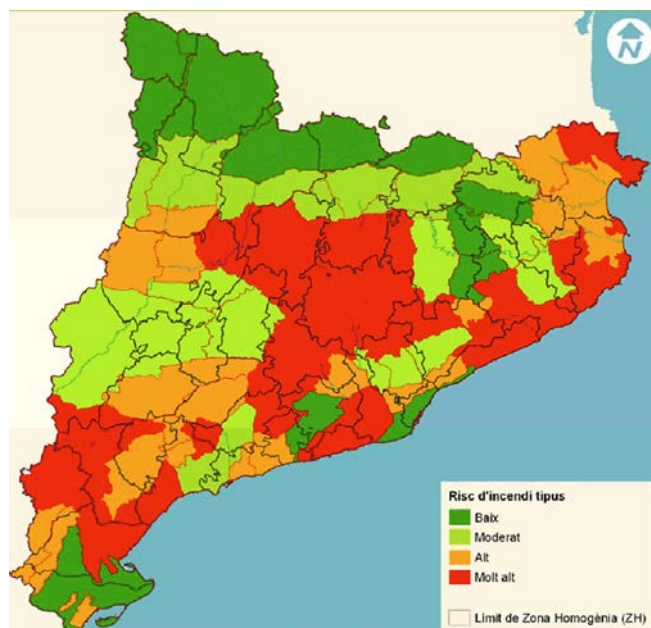 N
Risc d'incendi tipus
Baix
Moderat
Alt
Molt alt
Límit de Zona Homogènia (ZH)